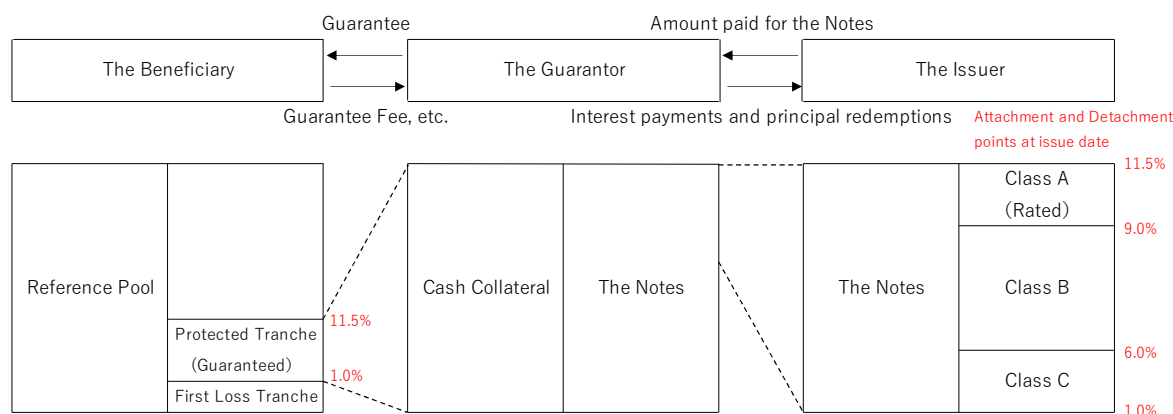 Guarantee
Amount paid for the Notes
The Beneficiary
The Guarantor
The Issuer
Guarantee Fee, etc.
Interest payments and principal redemptions
Attachment and Detachment
points at issue date
11.5%
Class A
(Rated)
9.0%
Reference Pool
Cash Collateral
The Notes
The Notes
Class B
11.5%
Protected Tranche
(Guaranteed)
6.0%
1.0%
Class C
First Loss Tranche
1.0%